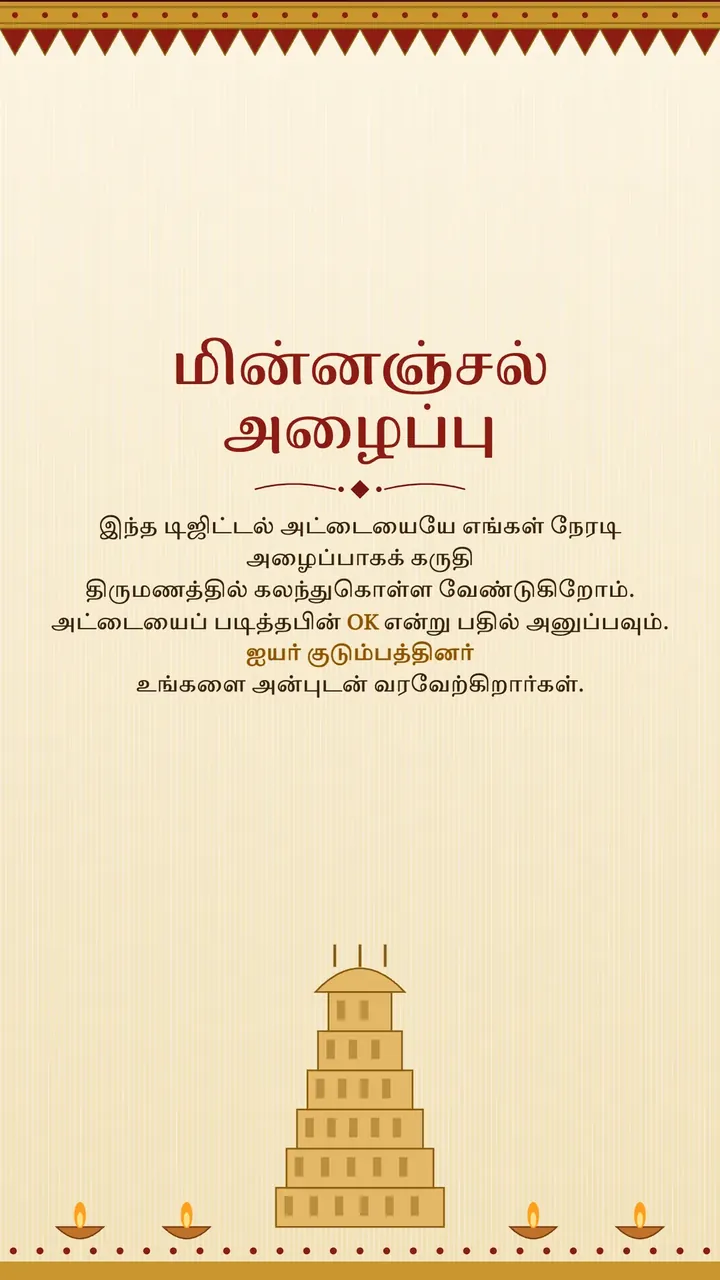 மின்னஞ்சல்
அழைப்பு
இந்த டிஜிட்டல் அட்டையையே எங்கள் நேரடி
அழைப்பாகக் கருதி
திருமணத்தில் கலந்துகொள்ள வேண்டுகிறோம்.
அட்டையைப் படித்தபின் OK என்று பதில் அனுப்பவும்.
ஐயர் குடும்பத்தினர்
உங்களை அன்புடன் வரவேற்கிறார்கள்.